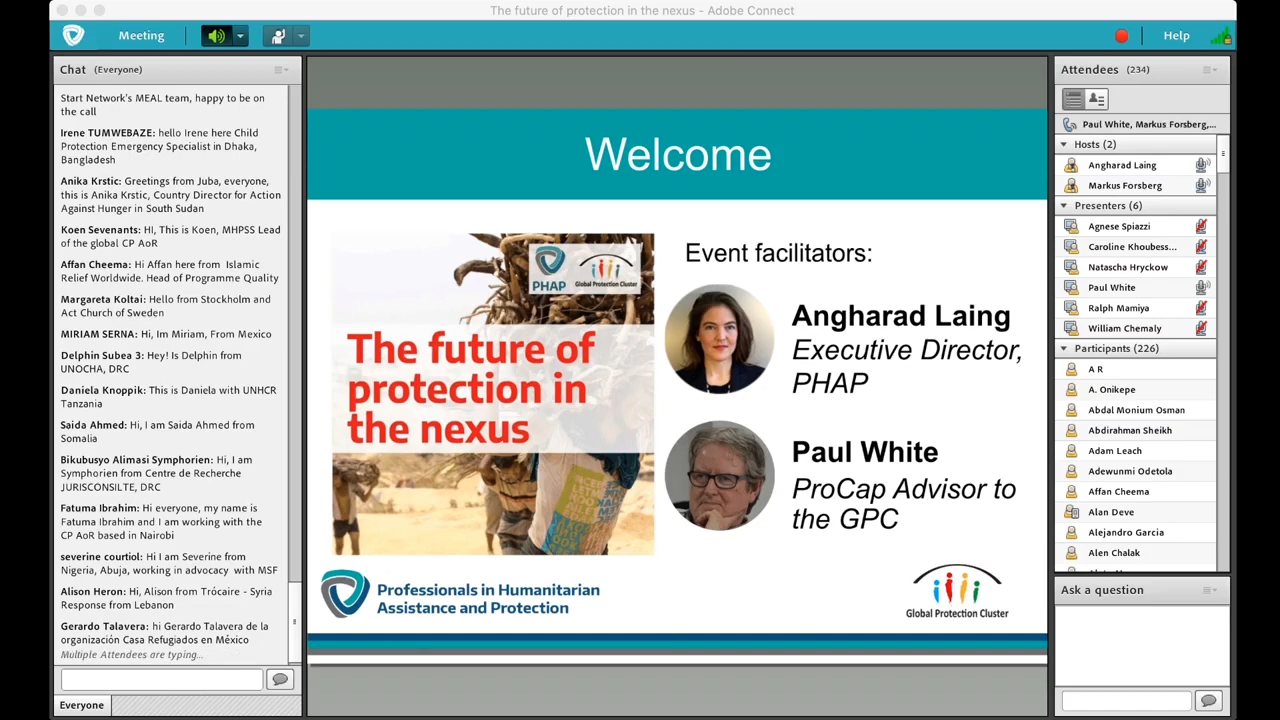 The future of protection in the nexus - Adobe Connect
Meeting
Help
Chat (Everyone)
Start Network's MEAL team, happy to be on
the call
Irene TUMWEBAZE: hello Irene here Child
Protection Emergency Specialist in Dhaka,
Bangladesh
Anika Krstic: Greetings from Juba, everyone,
this is Anika Krstic, Country Director for Action
Against Hunger in South Sudan
Koen Sevenants: HI, This is Koen, MHPSS Lead
of the global CP AoR
Affan Cheema: Hi Affan here from Islamic
Relief Worldwide. Head of Programme Quality
Margareta Koltai: Hello from Stockholm and
Act Church of Sweden
MIRIAM SERNA: Hi, Im Miriam, From Mexico
Delphin Subea 3: Hey! Is Delphin from
UNOCHA, DRC
Daniela Knoppik: This is Daniela with UNHCR
Tanzania
Saida Ahmed: Hi, I am Saida Ahmed from
Somalia
Bikubusyo Alimasi Symphorien: Hi, I am
Symphorien from Centre de Recherche
JURISCONSILTE, DRC
Fatuma Ibrahim: Hi everyone, my name is
Fatuma Ibrahim and I am working with the
CP AoR based in Nairobi
severine courtiol: Hi I am Severine from
Nigeria, Abuja, working in advocacy with MSF
Alison Heron: Hi, Alison from Trócaire - Syria
Response from Lebanon
Gerardo Talavera: hi Gerardo Talavera de la
organización Casa Refugiados en México
Multiple Attendees are typing...
Everyone
Welcome
PHAP
Global Protection Cluster
The future of
protection in
the nexus
Event facilitators:
Angharad Laing
Executive Director,
PHAP
Paul White
ProCap Advisor to
the GPC
Professionals in Humanitarian
Assistance and Protection
Global Protection Cluster
Attendees (234)
Paul White, Markus Forsberg,...
Hosts (2)
Angharad Laing
Markus Forsberg
Presenters (6)
Agnese Spiazzi
Caroline Khoubess...
Natascha Hryckow
Paul White
Ralph Mamiya
William Chemaly
Participants (226)
A R
A. Onikepe
Abdal Monium Osman
Abdirahman Sheikh
Adam Leach
Adewunmi Odetola
Affan Cheema
Alan Deve
Alejandro Garcia
Alen Chalak
Ask a question